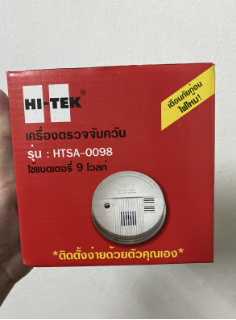 HI-TEK®
เตือนภัยก่อน
ไฟไหม้!
เครื่องตรวจจับควัน
รุ่น : HTSA-0098
ใช้แบตเตอรี่ 9 โวลท์
*ติดตั้งง่ายด้วยตัวคุณเอง*